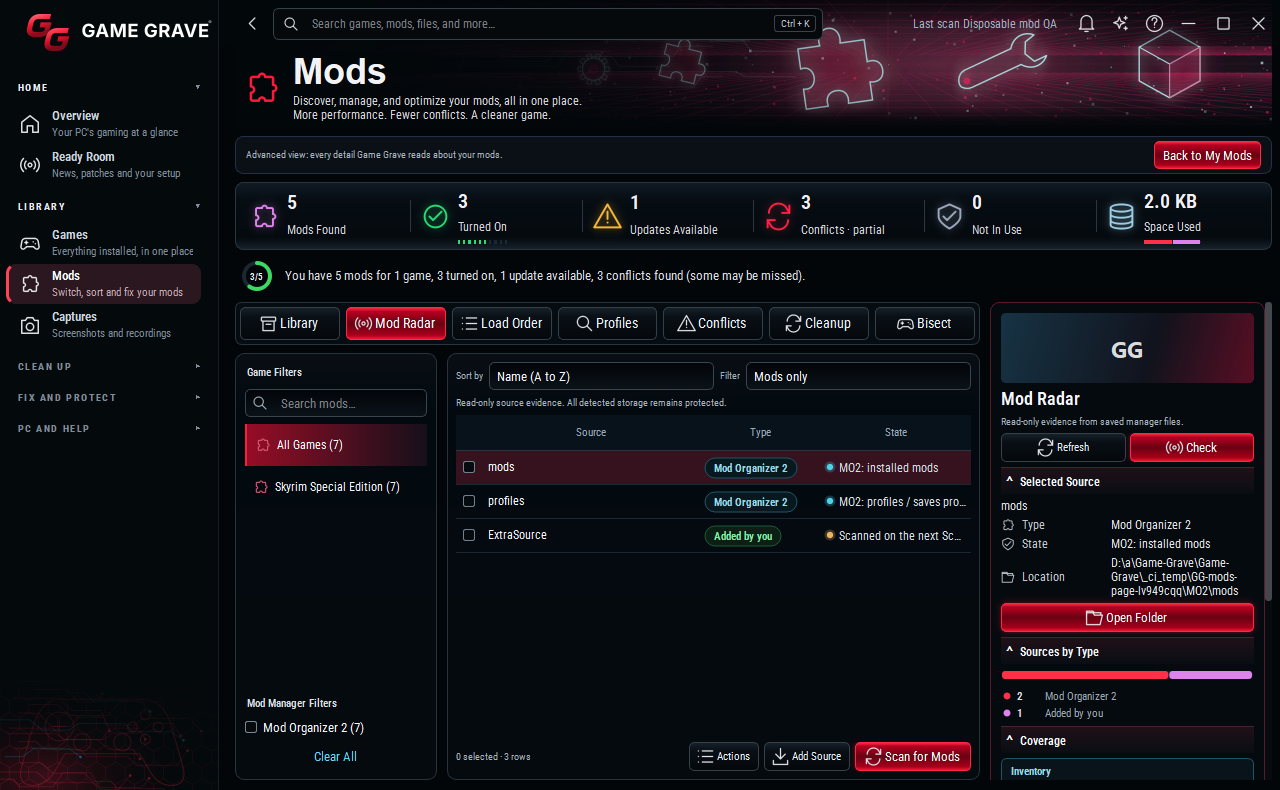 GAME GRAVE
Search games, mods, files, and more...
Ctrl + K
Last scan Disposable mod QA
Mods
Discover, manage, and optimize your mods, all in one place.
More performance. Fewer conflicts. A cleaner game.
HOME
Overview
Your PC's gaming at a glance
Ready Room
News, patches and your setup
LIBRARY
Games
Everything installed, in one place
Mods
Switch, sort and fix your mods
Captures
Screenshots and recordings
CLEAN UP
FIX AND PROTECT
PC AND HELP
Advanced view: every detail Game Grave reads about your mods.
Back to My Mods
5
Mods Found
3
Turned On
1
Updates Available
3
Conflicts · partial
0
Not In Use
2.0 KB
Space Used
3/5
You have 5 mods for 1 game, 3 turned on, 1 update available, 3 conflicts found (some may be missed).
Library
Mod Radar
Load Order
Profiles
Conflicts
Cleanup
Bisect
Game Filters
Search mods...
All Games (7)
Skyrim Special Edition (7)
Mod Manager Filters
Mod Organizer 2 (7)
Clear All
Sort by
Name (A to Z)
Filter
Mods only
Read-only source evidence. All detected storage remains protected.
Source
Type
State
mods
Mod Organizer 2
MO2: installed mods
profiles
Mod Organizer 2
MO2: profiles / saves pro...
ExtraSource
Added by you
Scanned on the next Sc...
0 selected · 3 rows
Actions
Add Source
Scan for Mods
GG
Mod Radar
Read-only evidence from saved manager files.
Refresh
Check
^ Selected Source
mods
Type
Mod Organizer 2
State
MO2: installed mods
Location
D:\a\Game-Grave\Game-
Grave\_ci_temp\GG-mods-
page-lv949cqq\MO2\mods
Open Folder
^ Sources by Type
2
Mod Organizer 2
1
Added by you
^ Coverage
Inventory